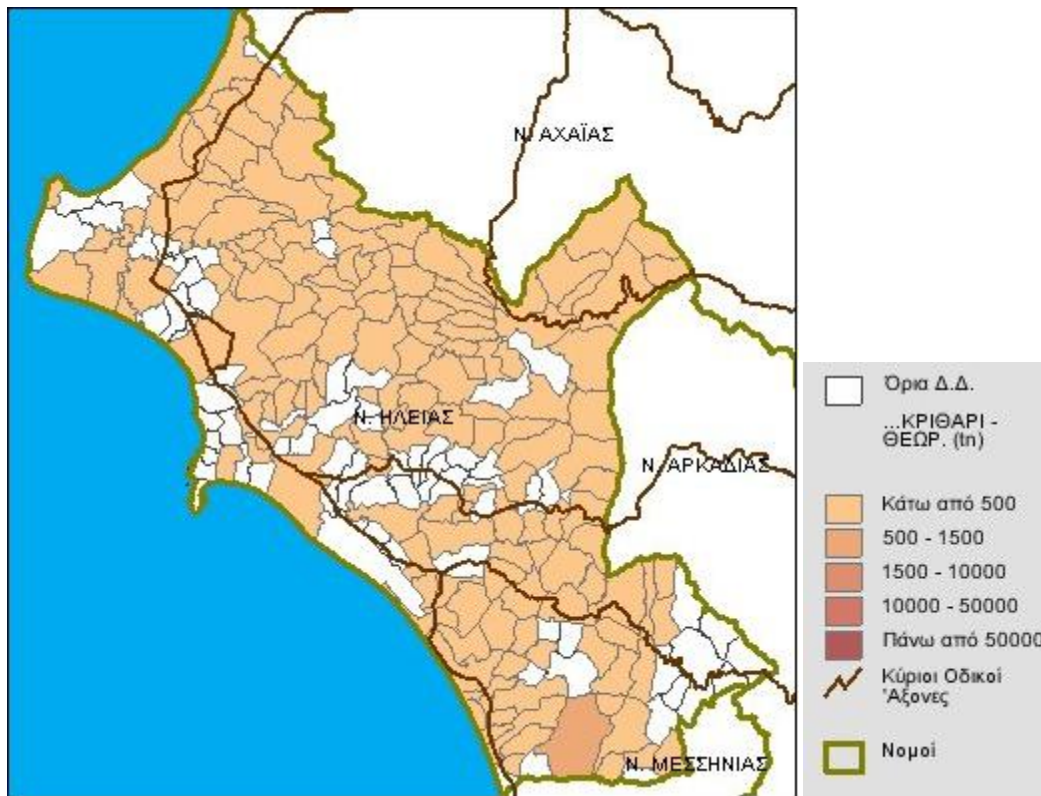 Ν. ΑΧΑΪΑΣ
Ν. ΗΛΕΙΑΣ
Ν. ΑΡΚΑΔΙΑΣ
Ν. ΜΕΣΣΗΝΙΑΣ
Όρια Δ.Δ.
...ΚΡΙΘΑΡΙ -
ΘΕΩΡ. (tn)
Κάτω από 500
500 - 1500
1500 - 10000
10000 - 50000
Πάνω από 50000
Κύριοι Οδικοί
'Αξονες
Νομοί